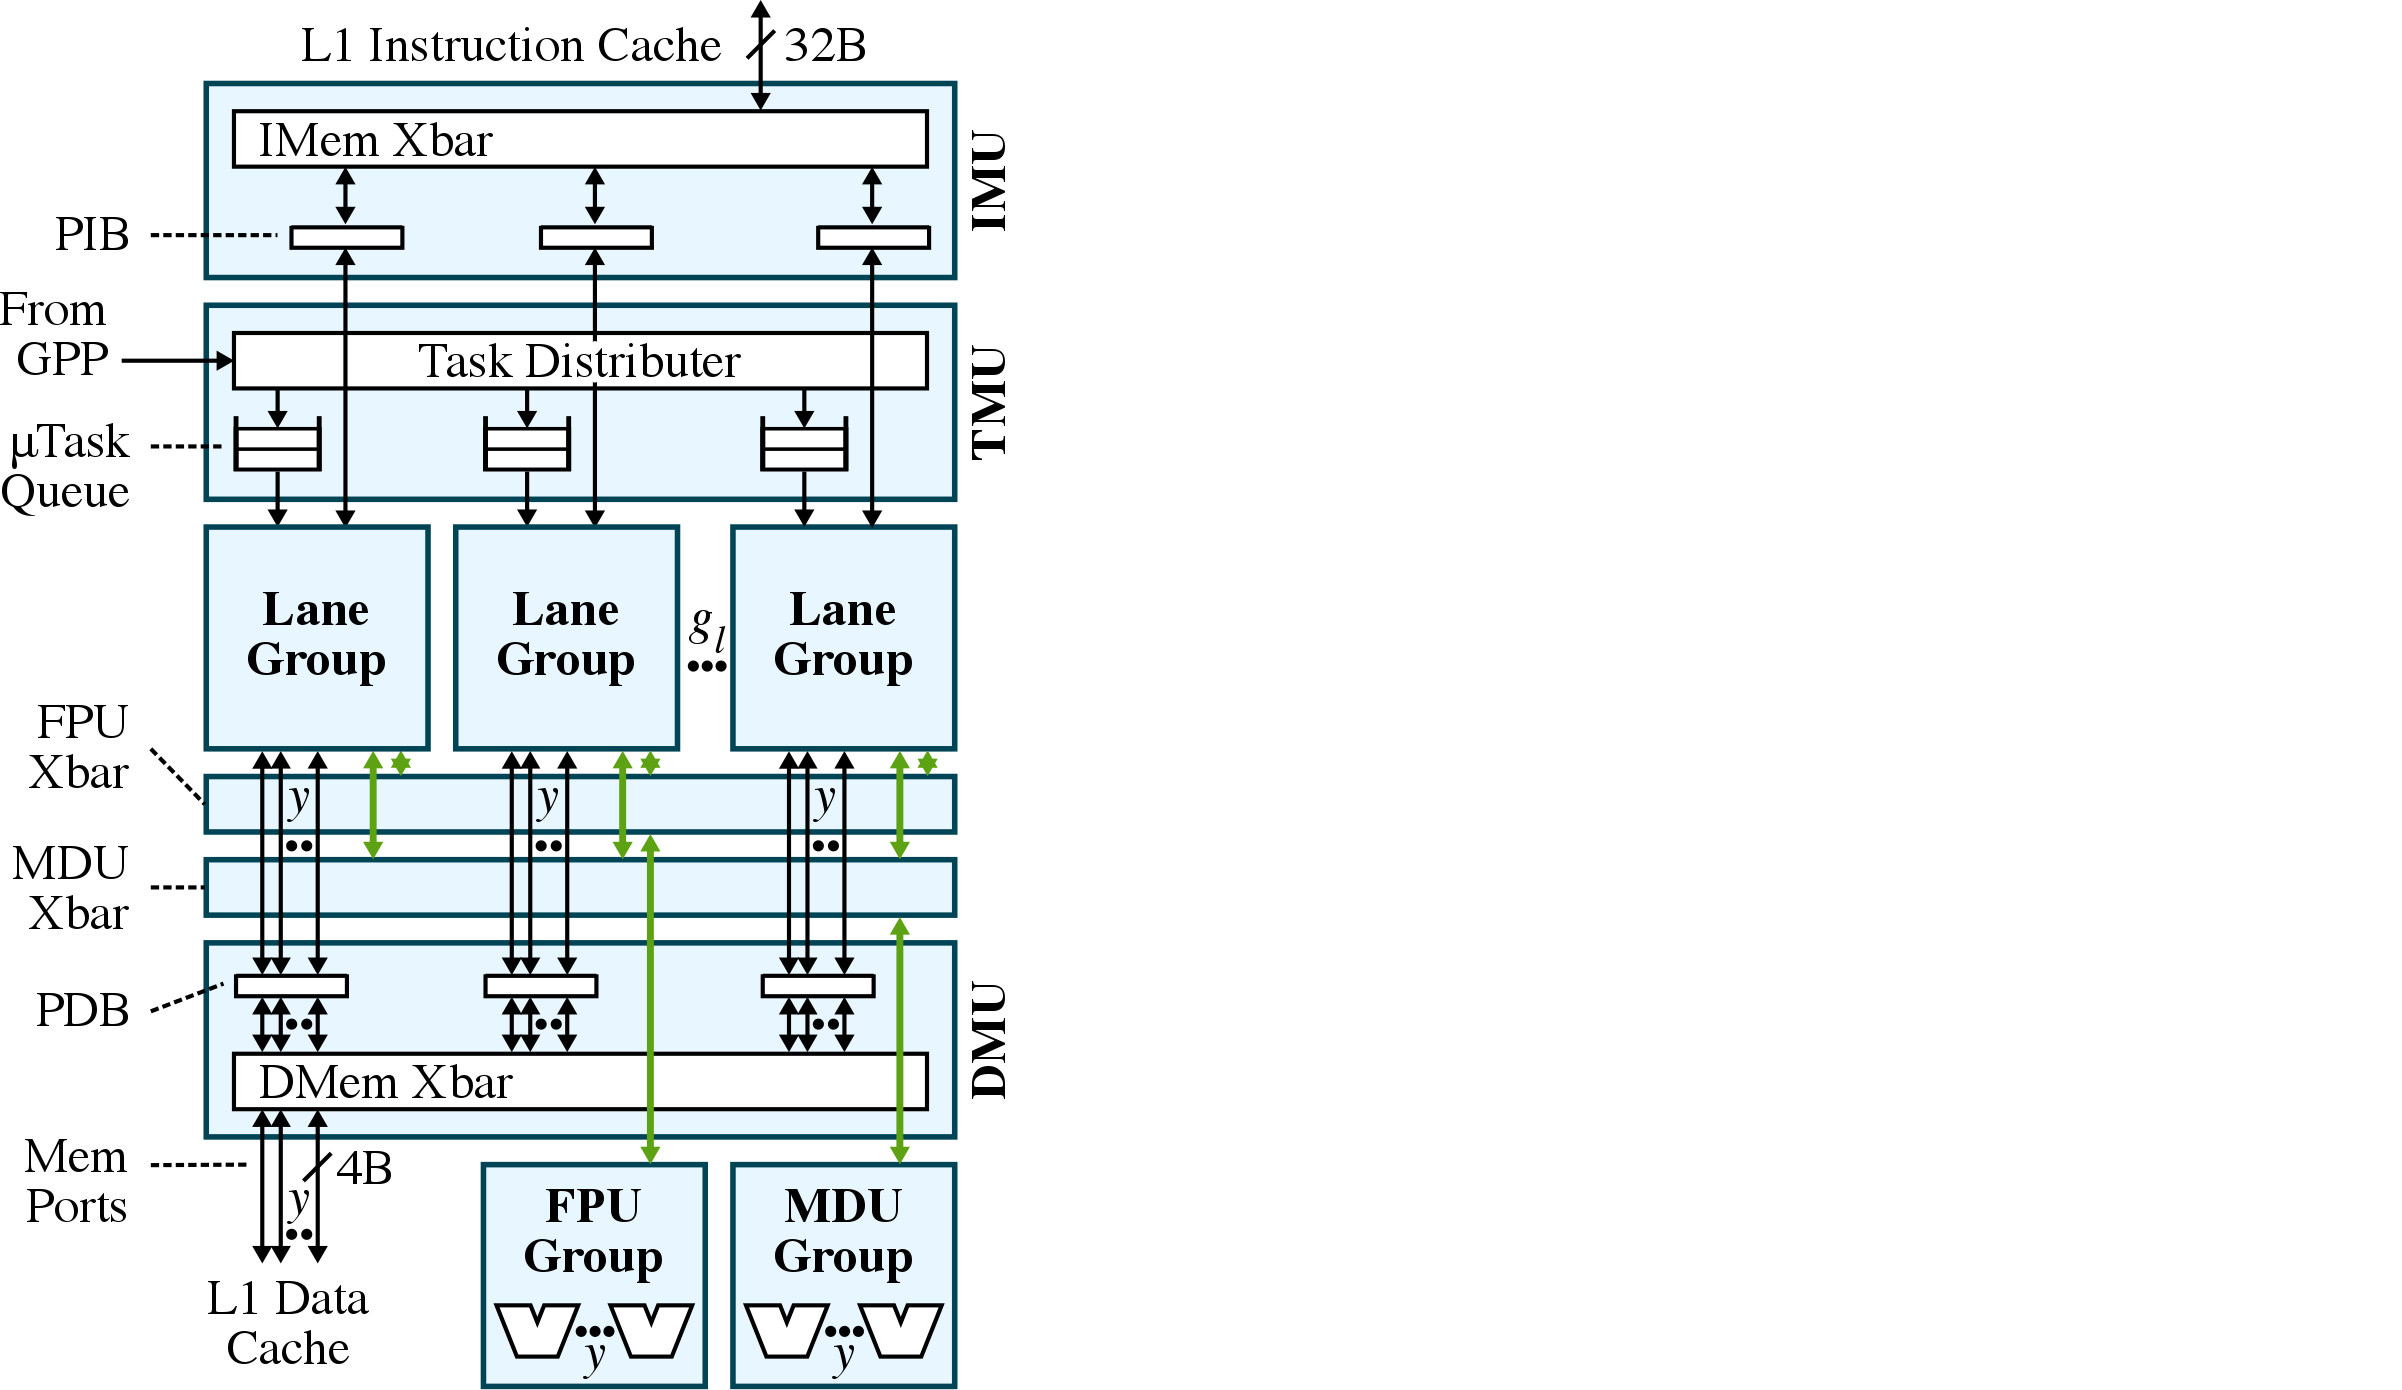 L1 Instruction Cache
32B
IMem Xbar
IMU
PIB
From
GPP
Task Distributer
TMU
μTask
Queue
Lane
Group
Lane
Group
g_l
Lane
Group
FPU
Xbar
y
y
y
MDU
Xbar
PDB
DMU
DMem Xbar
Mem
Ports
4B
y
L1 Data
Cache
FPU
Group
y
MDU
Group
y